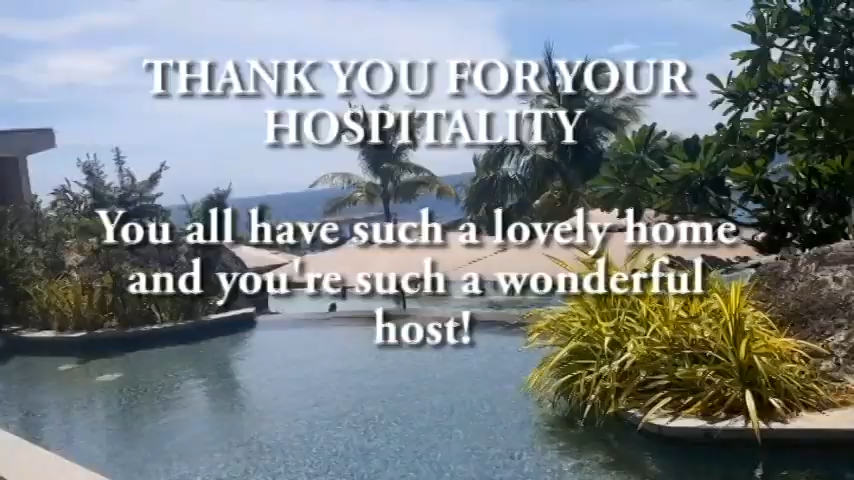 THANK YOU FOR YOUR
HOSPITALITY
You all have such a lovely home
and you're such a wonderful
host!